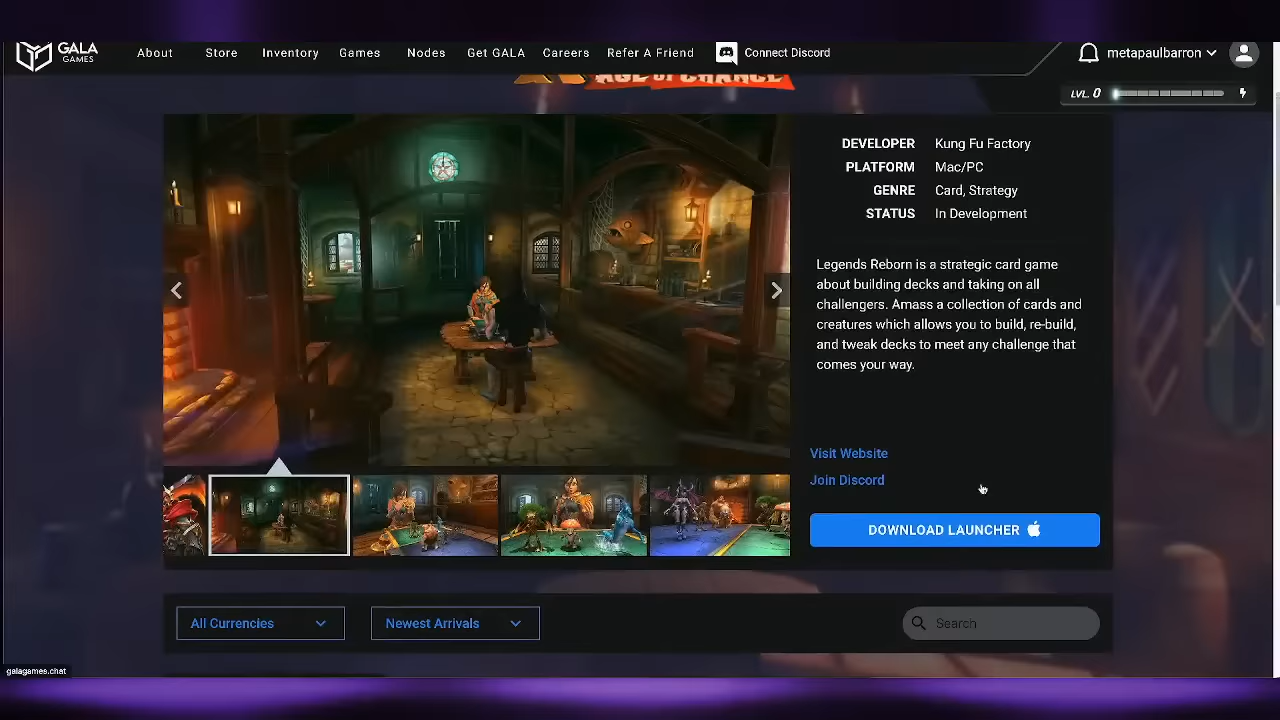 GALA
GAMES
About Store Inventory Games Nodes Get GALA Careers Refer A Friend Connect Discord metapaulbarron
LVL. 0
AGE OF CHANCE
DEVELOPER Kung Fu Factory
PLATFORM Mac/PC
GENRE Card, Strategy
STATUS In Development
Legends Reborn is a strategic card game
about building decks and taking on all
challengers. Amass a collection of cards and
creatures which allows you to build, re-build,
and tweak decks to meet any challenge that
comes your way.
Visit Website
Join Discord
DOWNLOAD LAUNCHER
All Currencies Newest Arrivals Search
galagames.chat